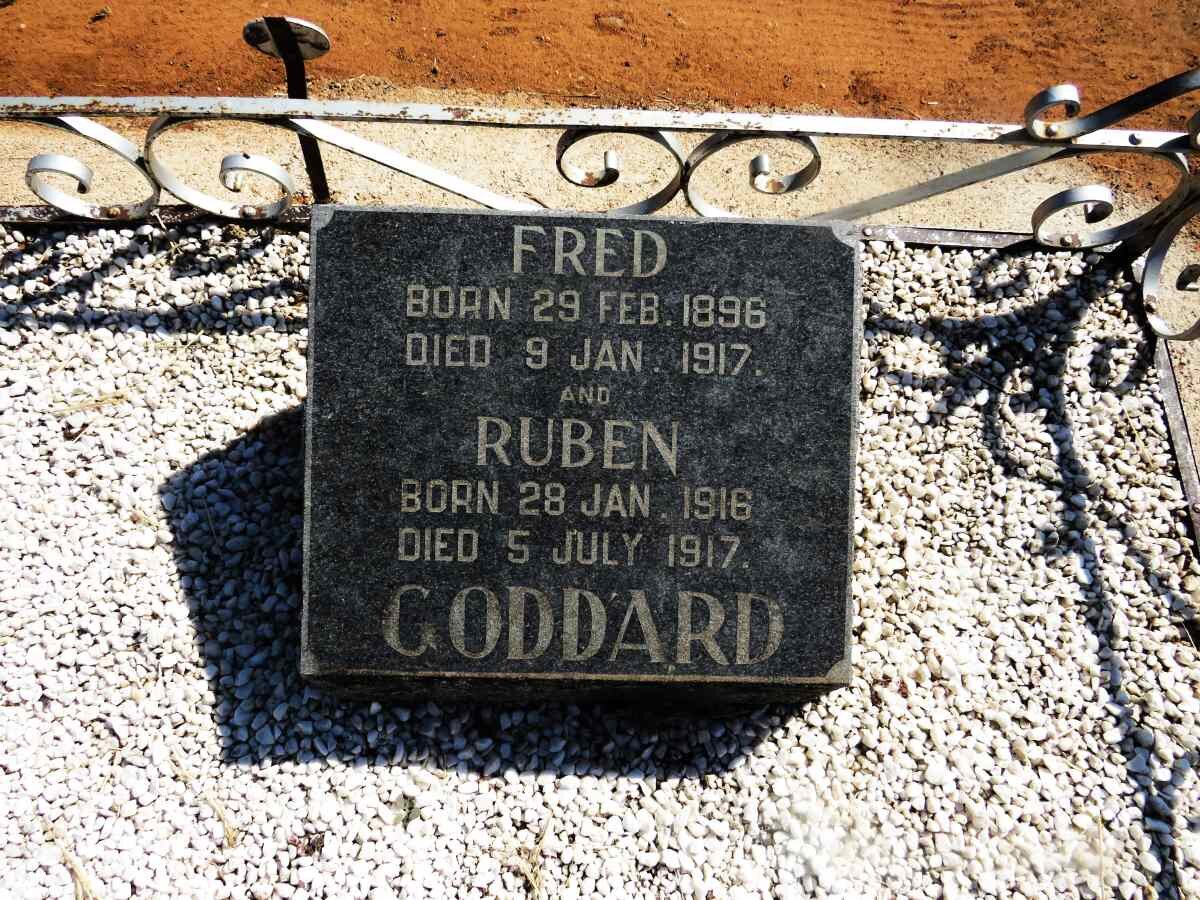 FRED
BORN 29 FEB. 1896
DIED 9 JAN. 1917.
AND
RUBEN
BORN 28 JAN. 1916
DIED 5 JULY 1917.
GODDARD